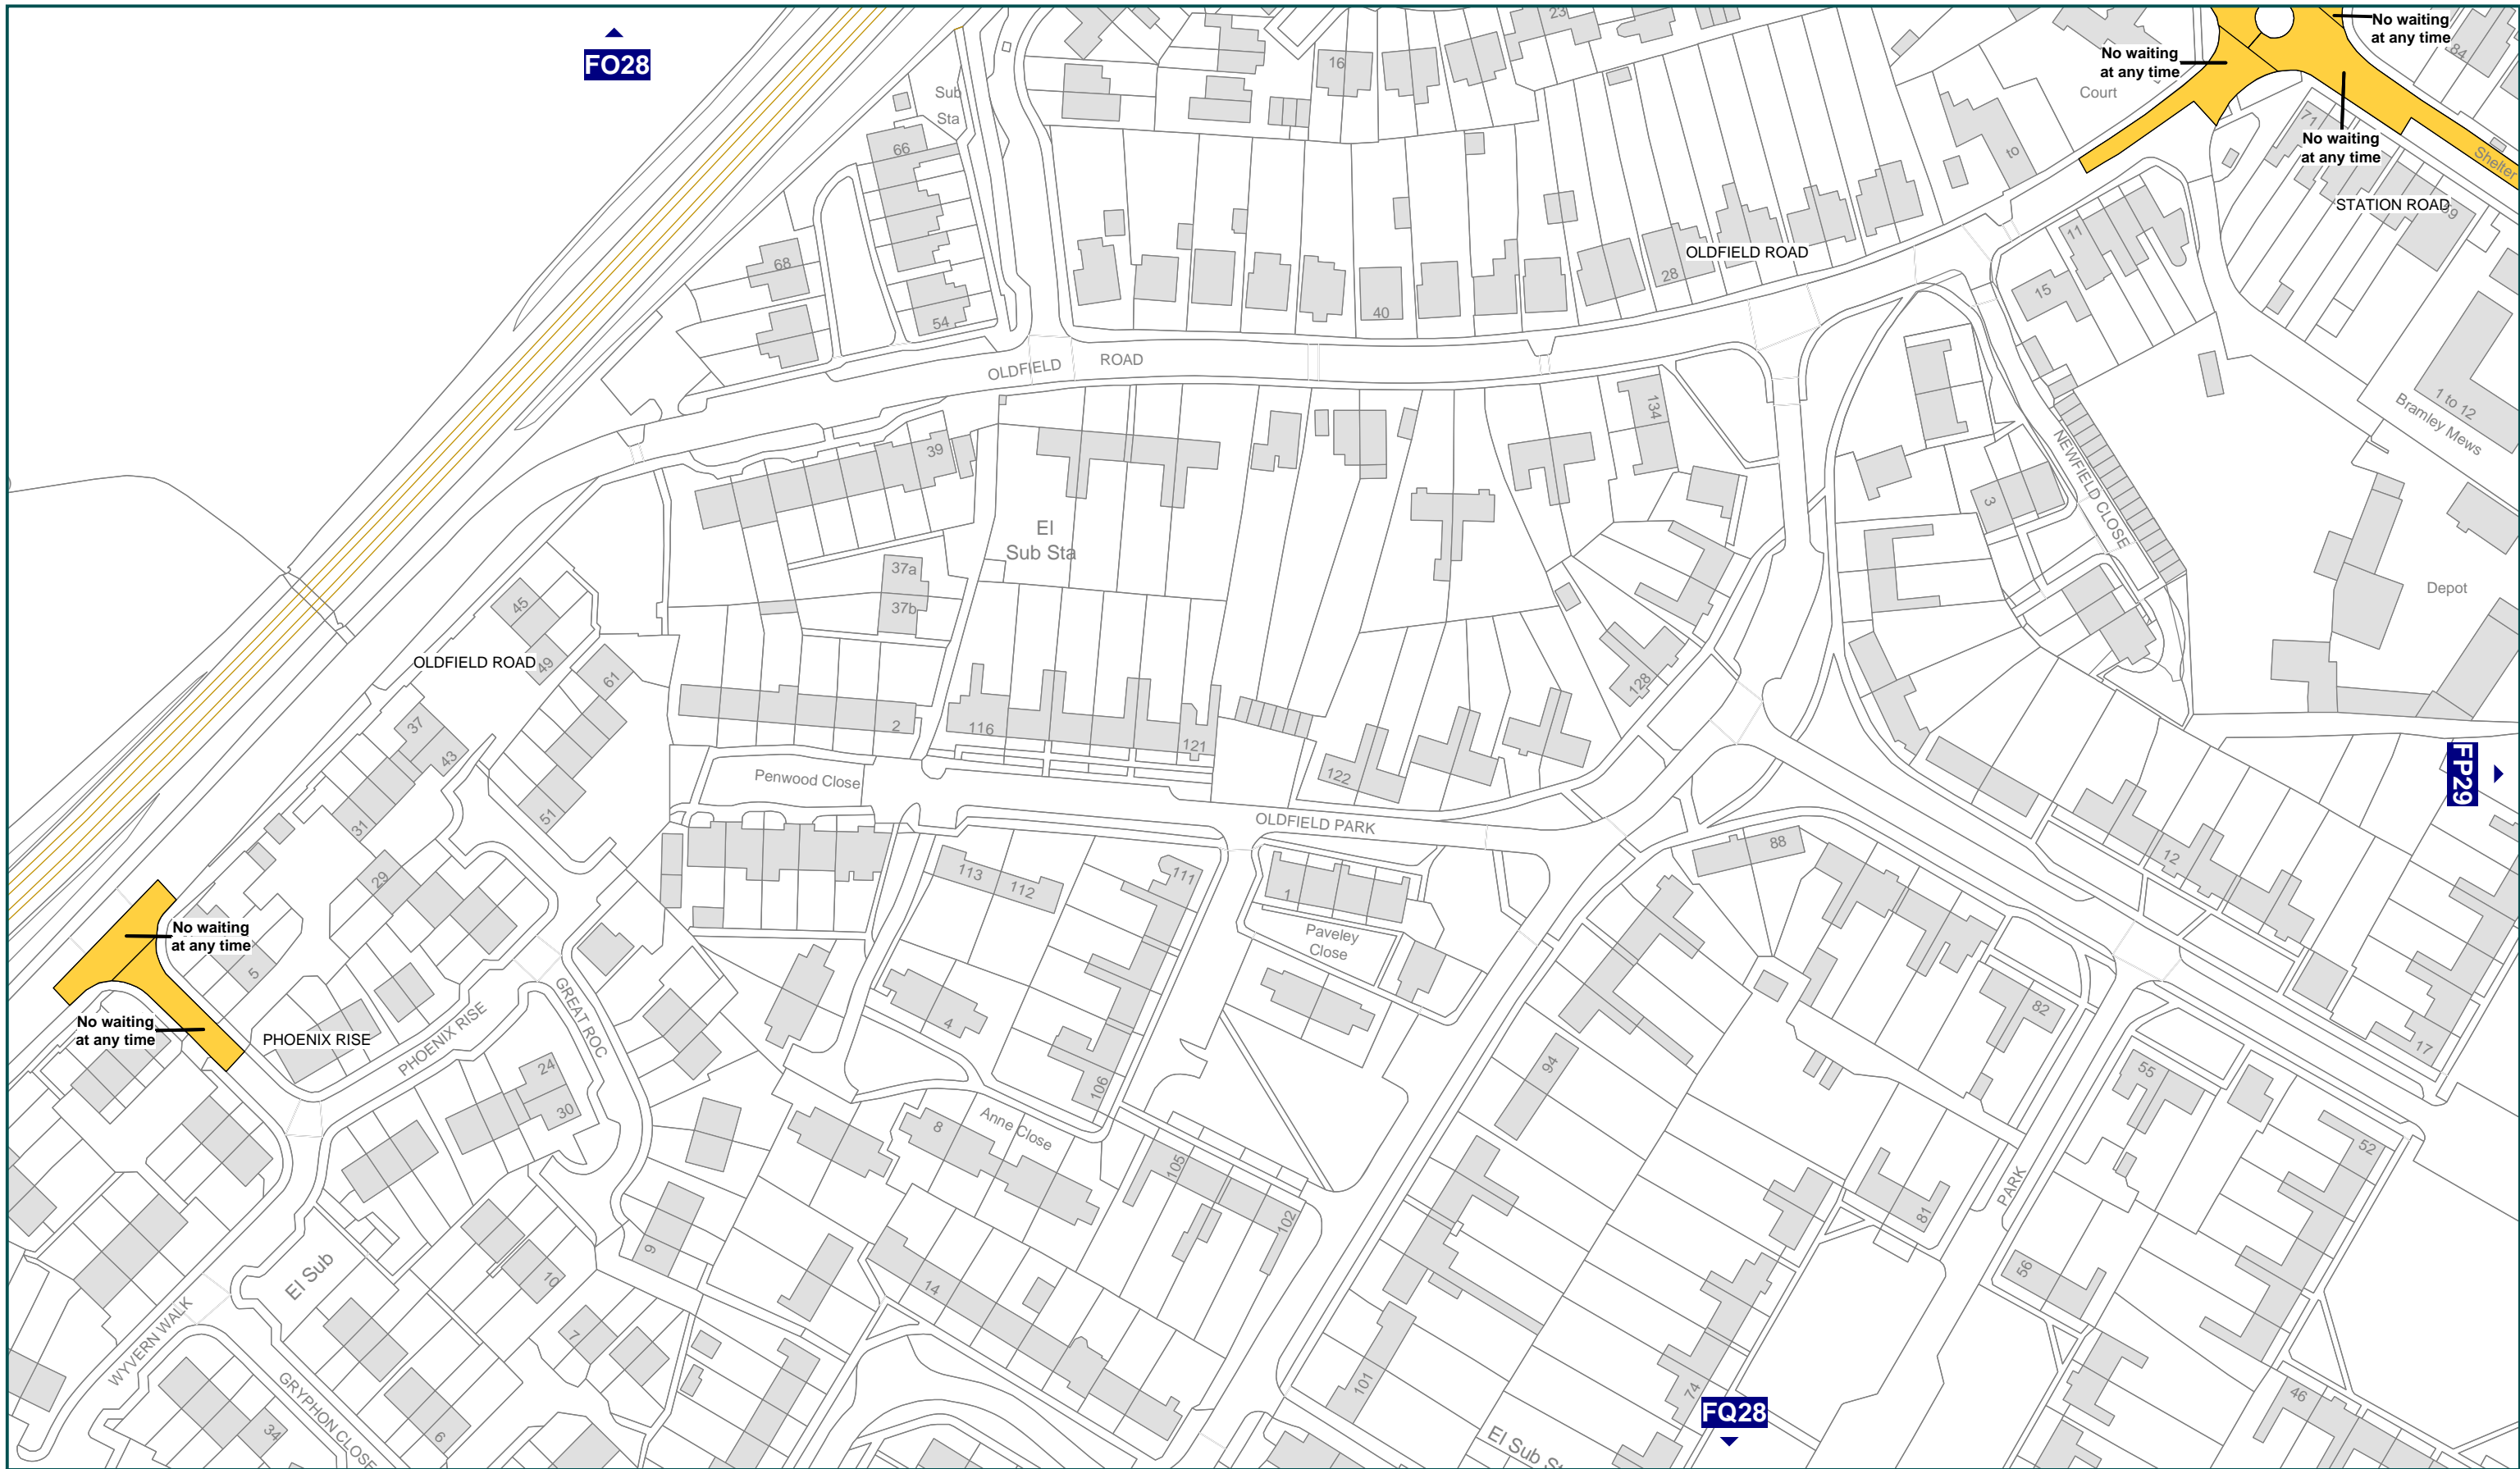 FO28
No waiting
at any time
No waiting
at any time
No waiting
at any time
84
Court
to
71
Shelter
STATION ROAD
59
23
16
Sub
Sta
66
68
54
OLDFIELD ROAD
28
40
11
15
OLDFIELD
ROAD
134
1 to 12
Bramley Mews
NEWFIELD CLOSE
3
Depot
39
El
Sub Sta
37a
37b
45
49
OLDFIELD ROAD
61
37
43
31
51
2
116
121
128
122
Penwood Close
OLDFIELD PARK
FP29
12
88
29
113
112
111
1
Paveley
Close
No waiting
at any time
5
4
106
94
82
17
No waiting
at any time
PHOENIX RISE
PHOENIX RISE
GREAT ROC
24
30
8
Anne Close
105
102
55
52
81
PARK
56
9
10
El Sub
14
7
WYVERN WALK
GRYPHON CLOSE
34
6
101
74
46
FQ28
El Sub